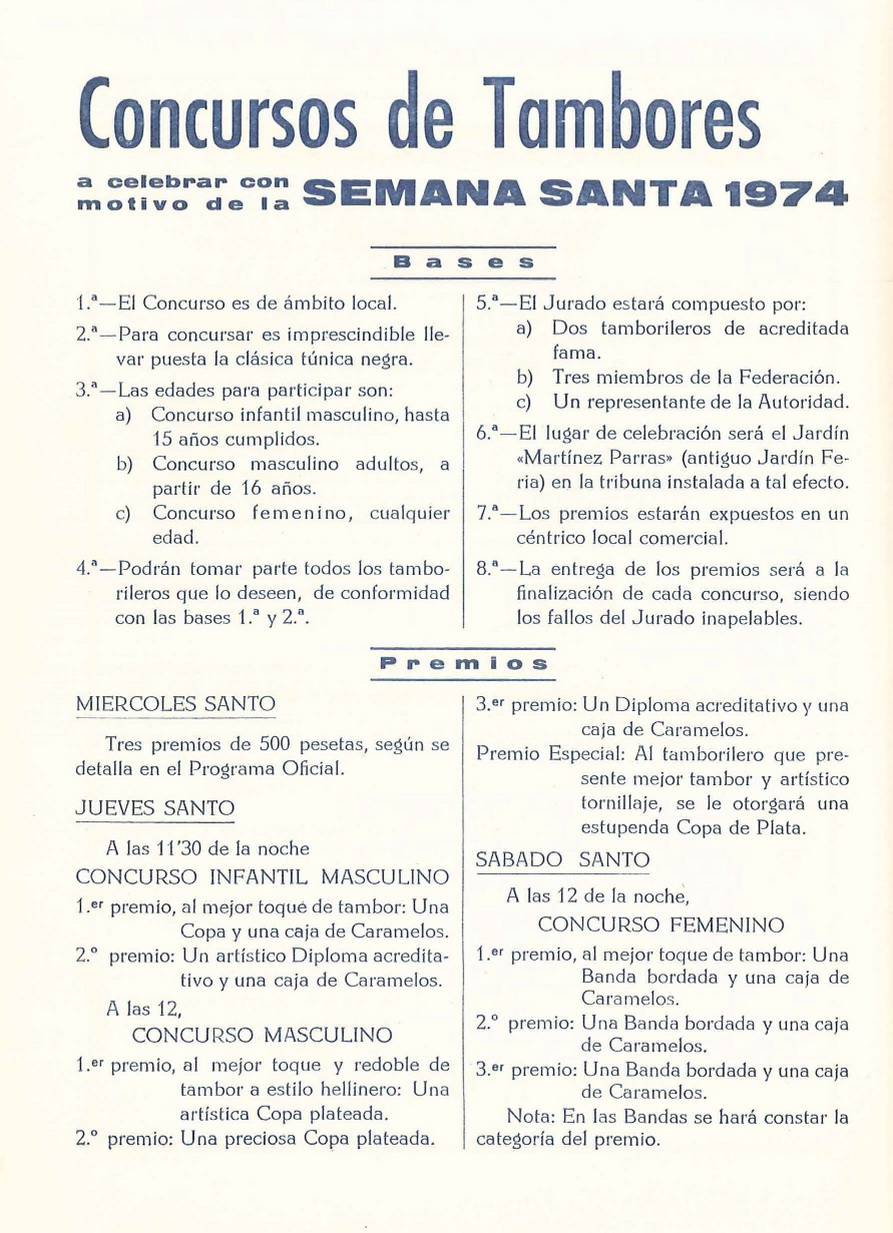 Concursos de Tambores
a celebrar con
motivo de la SEMANA SANTA 1974
Bases
1.ª—El Concurso es de ámbito local.
2.ª—Para concursar es imprescindible lle-
var puesta la clásica túnica negra.
3.ª—Las edades para participar son:
a) Concurso infantil masculino, hasta
15 años cumplidos.
b) Concurso masculino adultos, a
partir de 16 años.
c) Concurso femenino, cualquier
edad.
4.ª—Podrán tomar parte todos los tambo-
rileros que lo deseen, de conformidad
con las bases 1.ª y 2.ª.
5.ª—El Jurado estará compuesto por:
a) Dos tamborileros de acreditada
fama.
b) Tres miembros de la Federación.
c) Un representante de la Autoridad.
6.ª—El lugar de celebración será el Jardín
«Martínez Parras» (antiguo Jardín Fe-
ria) en la tribuna instalada a tal efecto.
7.ª—Los premios estarán expuestos en un
céntrico local comercial.
8.ª—La entrega de los premios será a la
finalización de cada concurso, siendo
los fallos del Jurado inapelables.
Premios
MIERCOLES SANTO
Tres premios de 500 pesetas, según se
detalla en el Programa Oficial.
JUEVES SANTO
A las 11'30 de la noche
CONCURSO INFANTIL MASCULINO
1.er premio, al mejor toque de tambor: Una
Copa y una caja de Caramelos.
2.º premio: Un artístico Diploma acredita-
tivo y una caja de Caramelos.
A las 12,
CONCURSO MASCULINO
1.er premio, al mejor toque y redoble de
tambor a estilo hellinero: Una
artística Copa plateada.
2.º premio: Una preciosa Copa plateada.
3.er premio: Un Diploma acreditativo y una
caja de Caramelos.
Premio Especial: Al tamborilero que pre-
sente mejor tambor y artístico
tornillaje, se le otorgará una
estupenda Copa de Plata.
SABADO SANTO
A las 12 de la noche,
CONCURSO FEMENINO
1.er premio, al mejor toque de tambor: Una
Banda bordada y una caja de
Caramelos.
2.º premio: Una Banda bordada y una caja
de Caramelos.
3.er premio: Una Banda bordada y una caja
de Caramelos.
Nota: En las Bandas se hará constar la
categoría del premio.